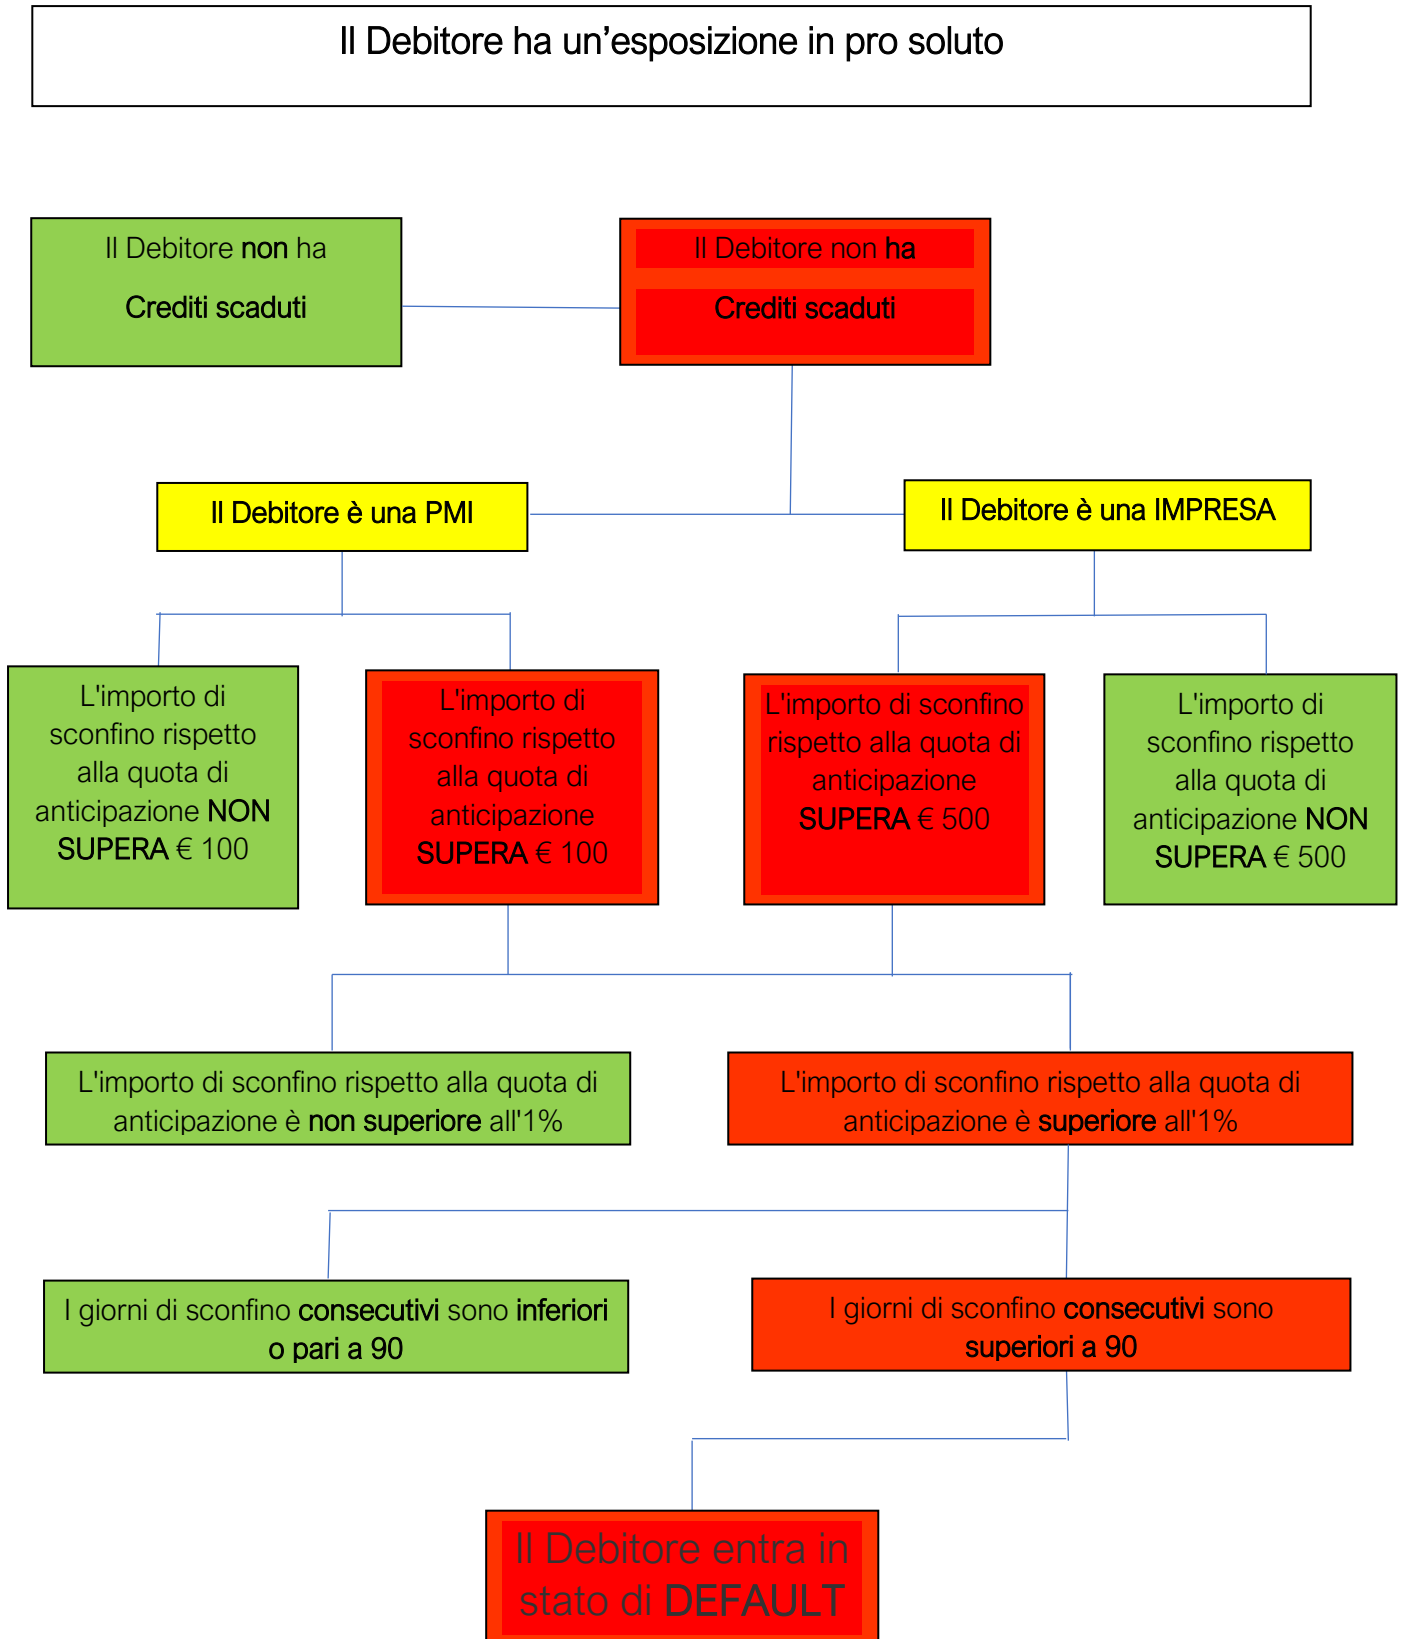 Il Debitore ha un’esposizione in pro soluto
Il Debitore non ha
Crediti scaduti
Il Debitore non ha
Crediti scaduti
Il Debitore è una PMI
Il Debitore è una IMPRESA
L'importo di
sconfino rispetto
alla quota di
anticipazione NON
SUPERA € 100
L'importo di
sconfino rispetto
alla quota di
anticipazione
SUPERA € 100
L'importo di sconfino
rispetto alla quota di
anticipazione
SUPERA € 500
L'importo di
sconfino rispetto
alla quota di
anticipazione NON
SUPERA € 500
L'importo di sconfino rispetto alla quota di
anticipazione è non superiore all'1%
L'importo di sconfino rispetto alla quota di
anticipazione è superiore all'1%
I giorni di sconfino consecutivi sono inferiori
o pari a 90
I giorni di sconfino consecutivi sono
superiori a 90
Il Debitore entra in
stato di DEFAULT